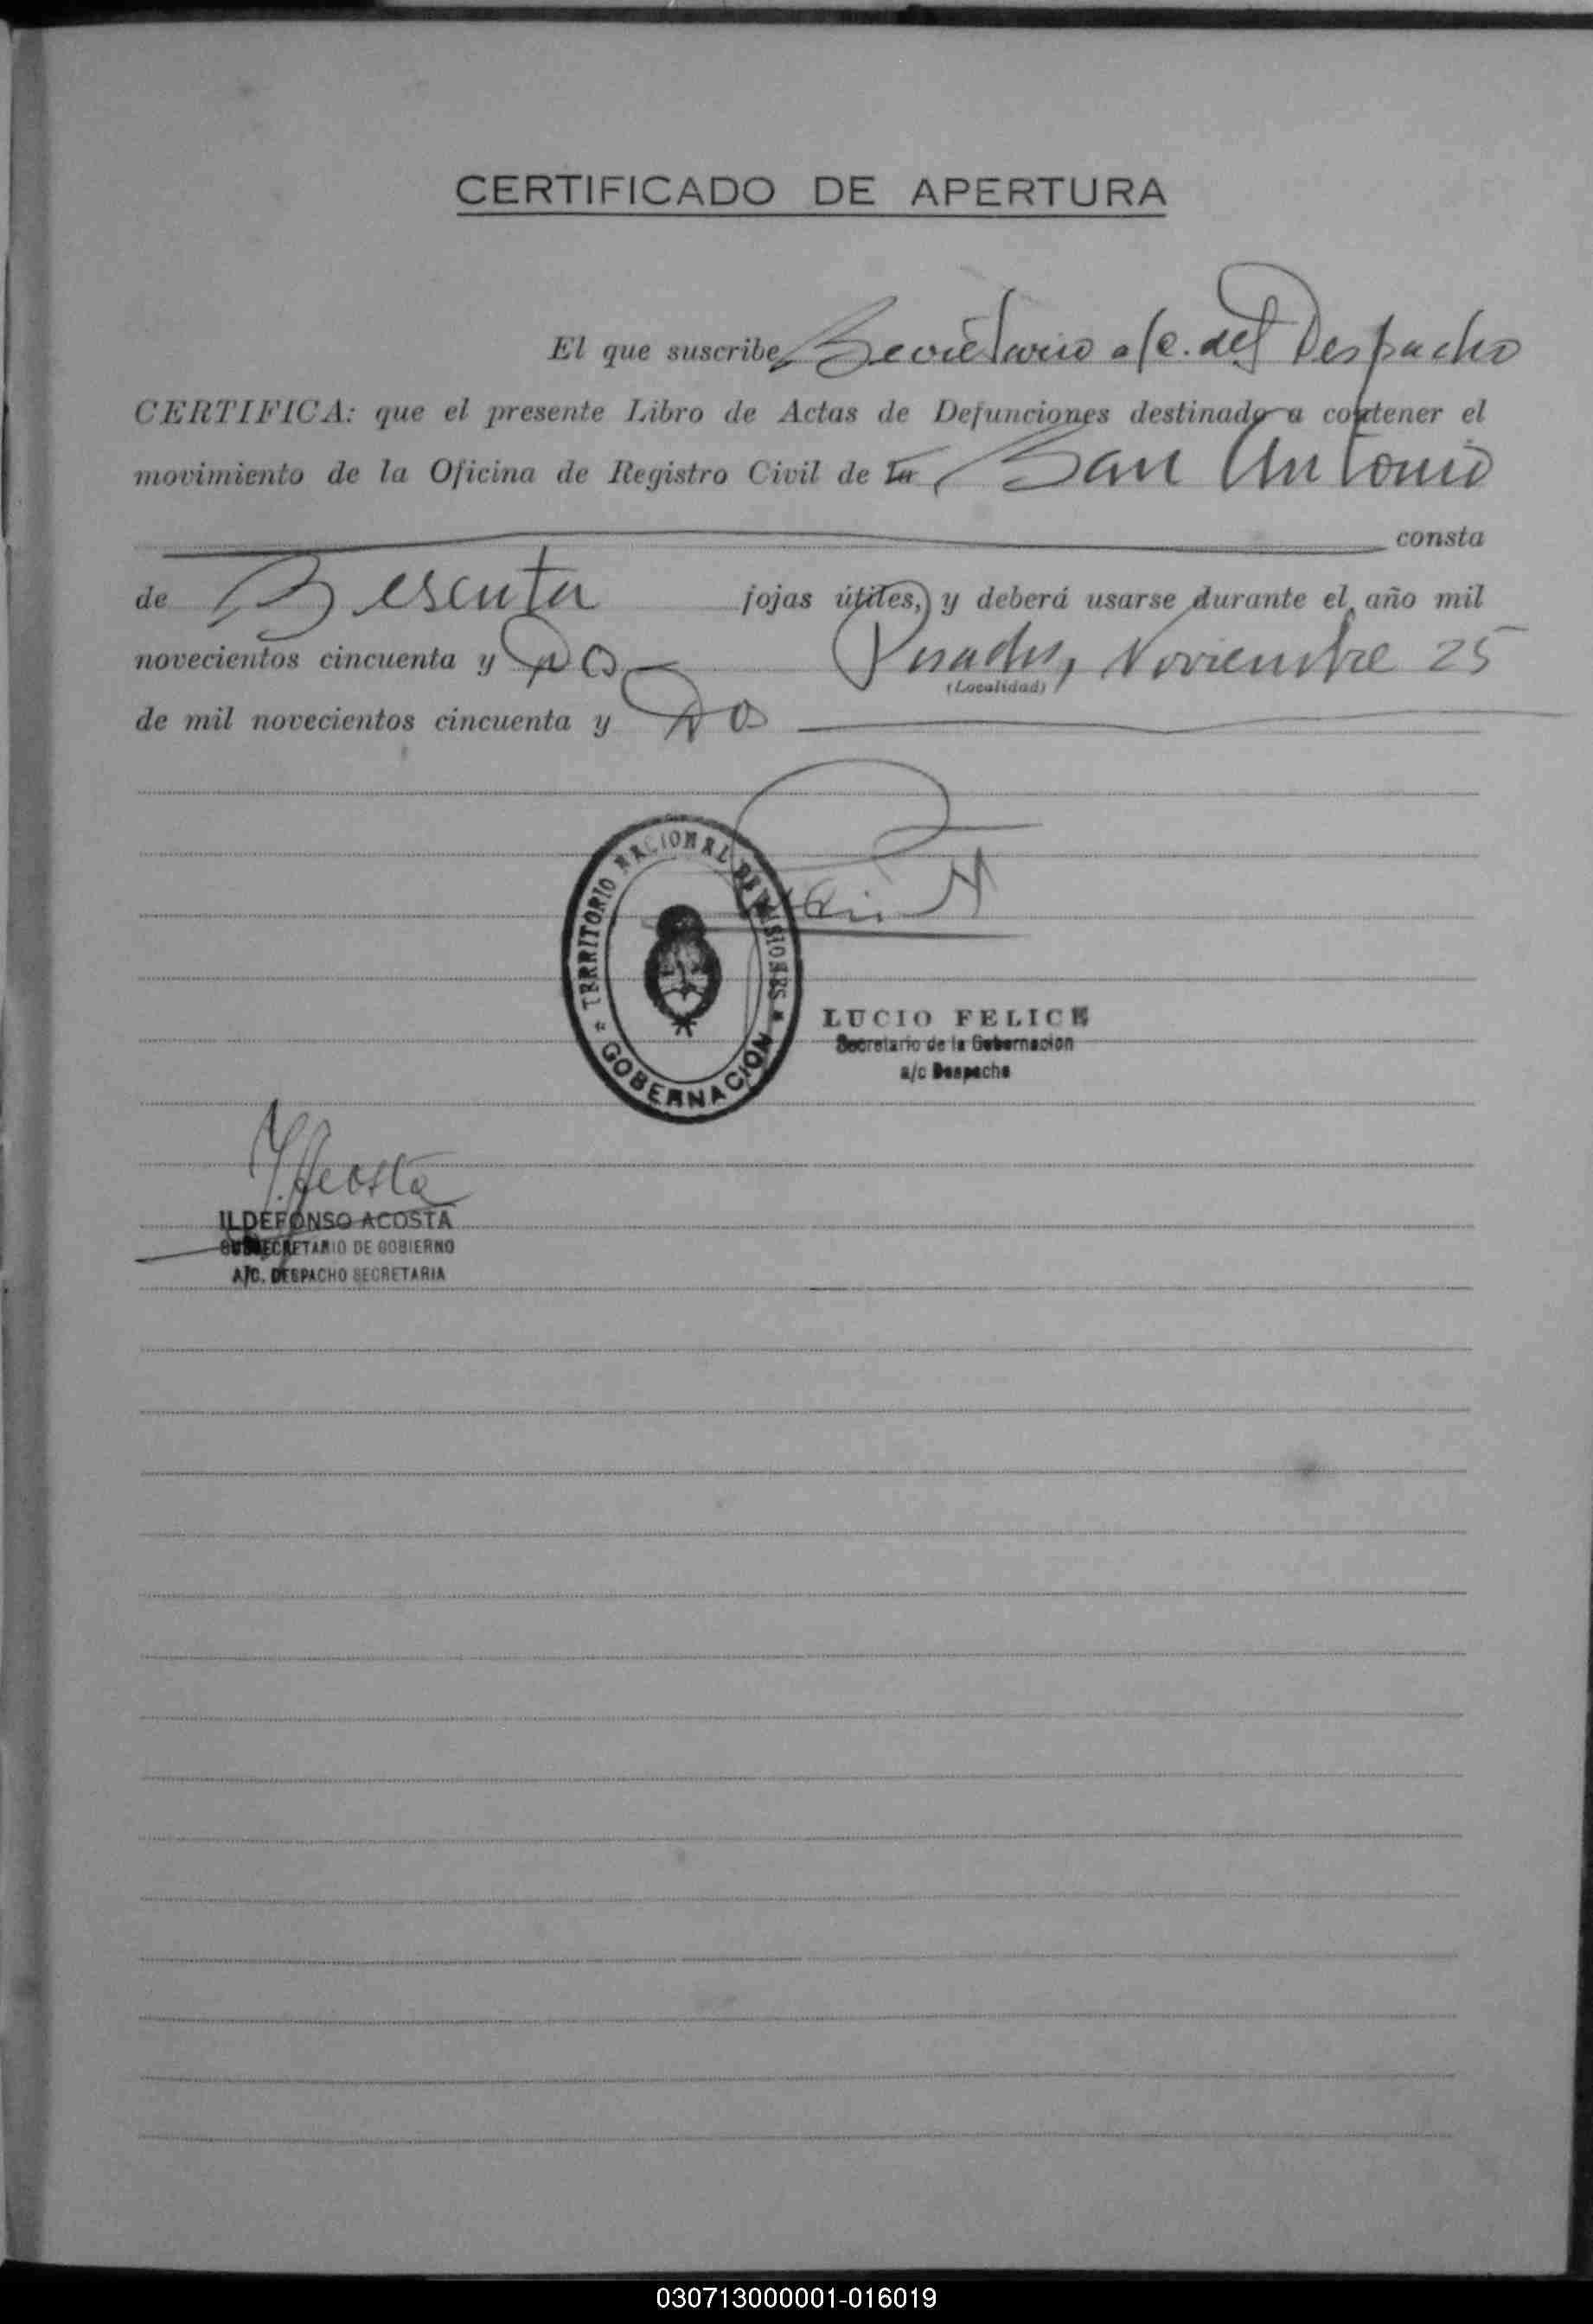 CERTIFICADO DE APERTURA
El que suscribe, Secretario a/c. del Despacho
CERTIFICA: que el presente Libro de Actas de Defunciones destinado a contener el
movimiento de la Oficina de Registro Civil de la San Antonio
consta
de Sesenta jojas útiles, y deberá usarse durante el año mil
novecientos cincuenta y Dos Posadas, Noviembre 25
(Localidad)
de mil novecientos cincuenta y Dos
TERRITORIO NACIONAL DE MISIONES
GOBERNACION
LUCIO FELICE
Secretario de la Gobernacion
a/c Despacho
I. Acosta
ILDEFONSO ACOSTA
SUBSECRETARIO DE GOBIERNO
A/C. DESPACHO SECRETARIA
030713000001-016019